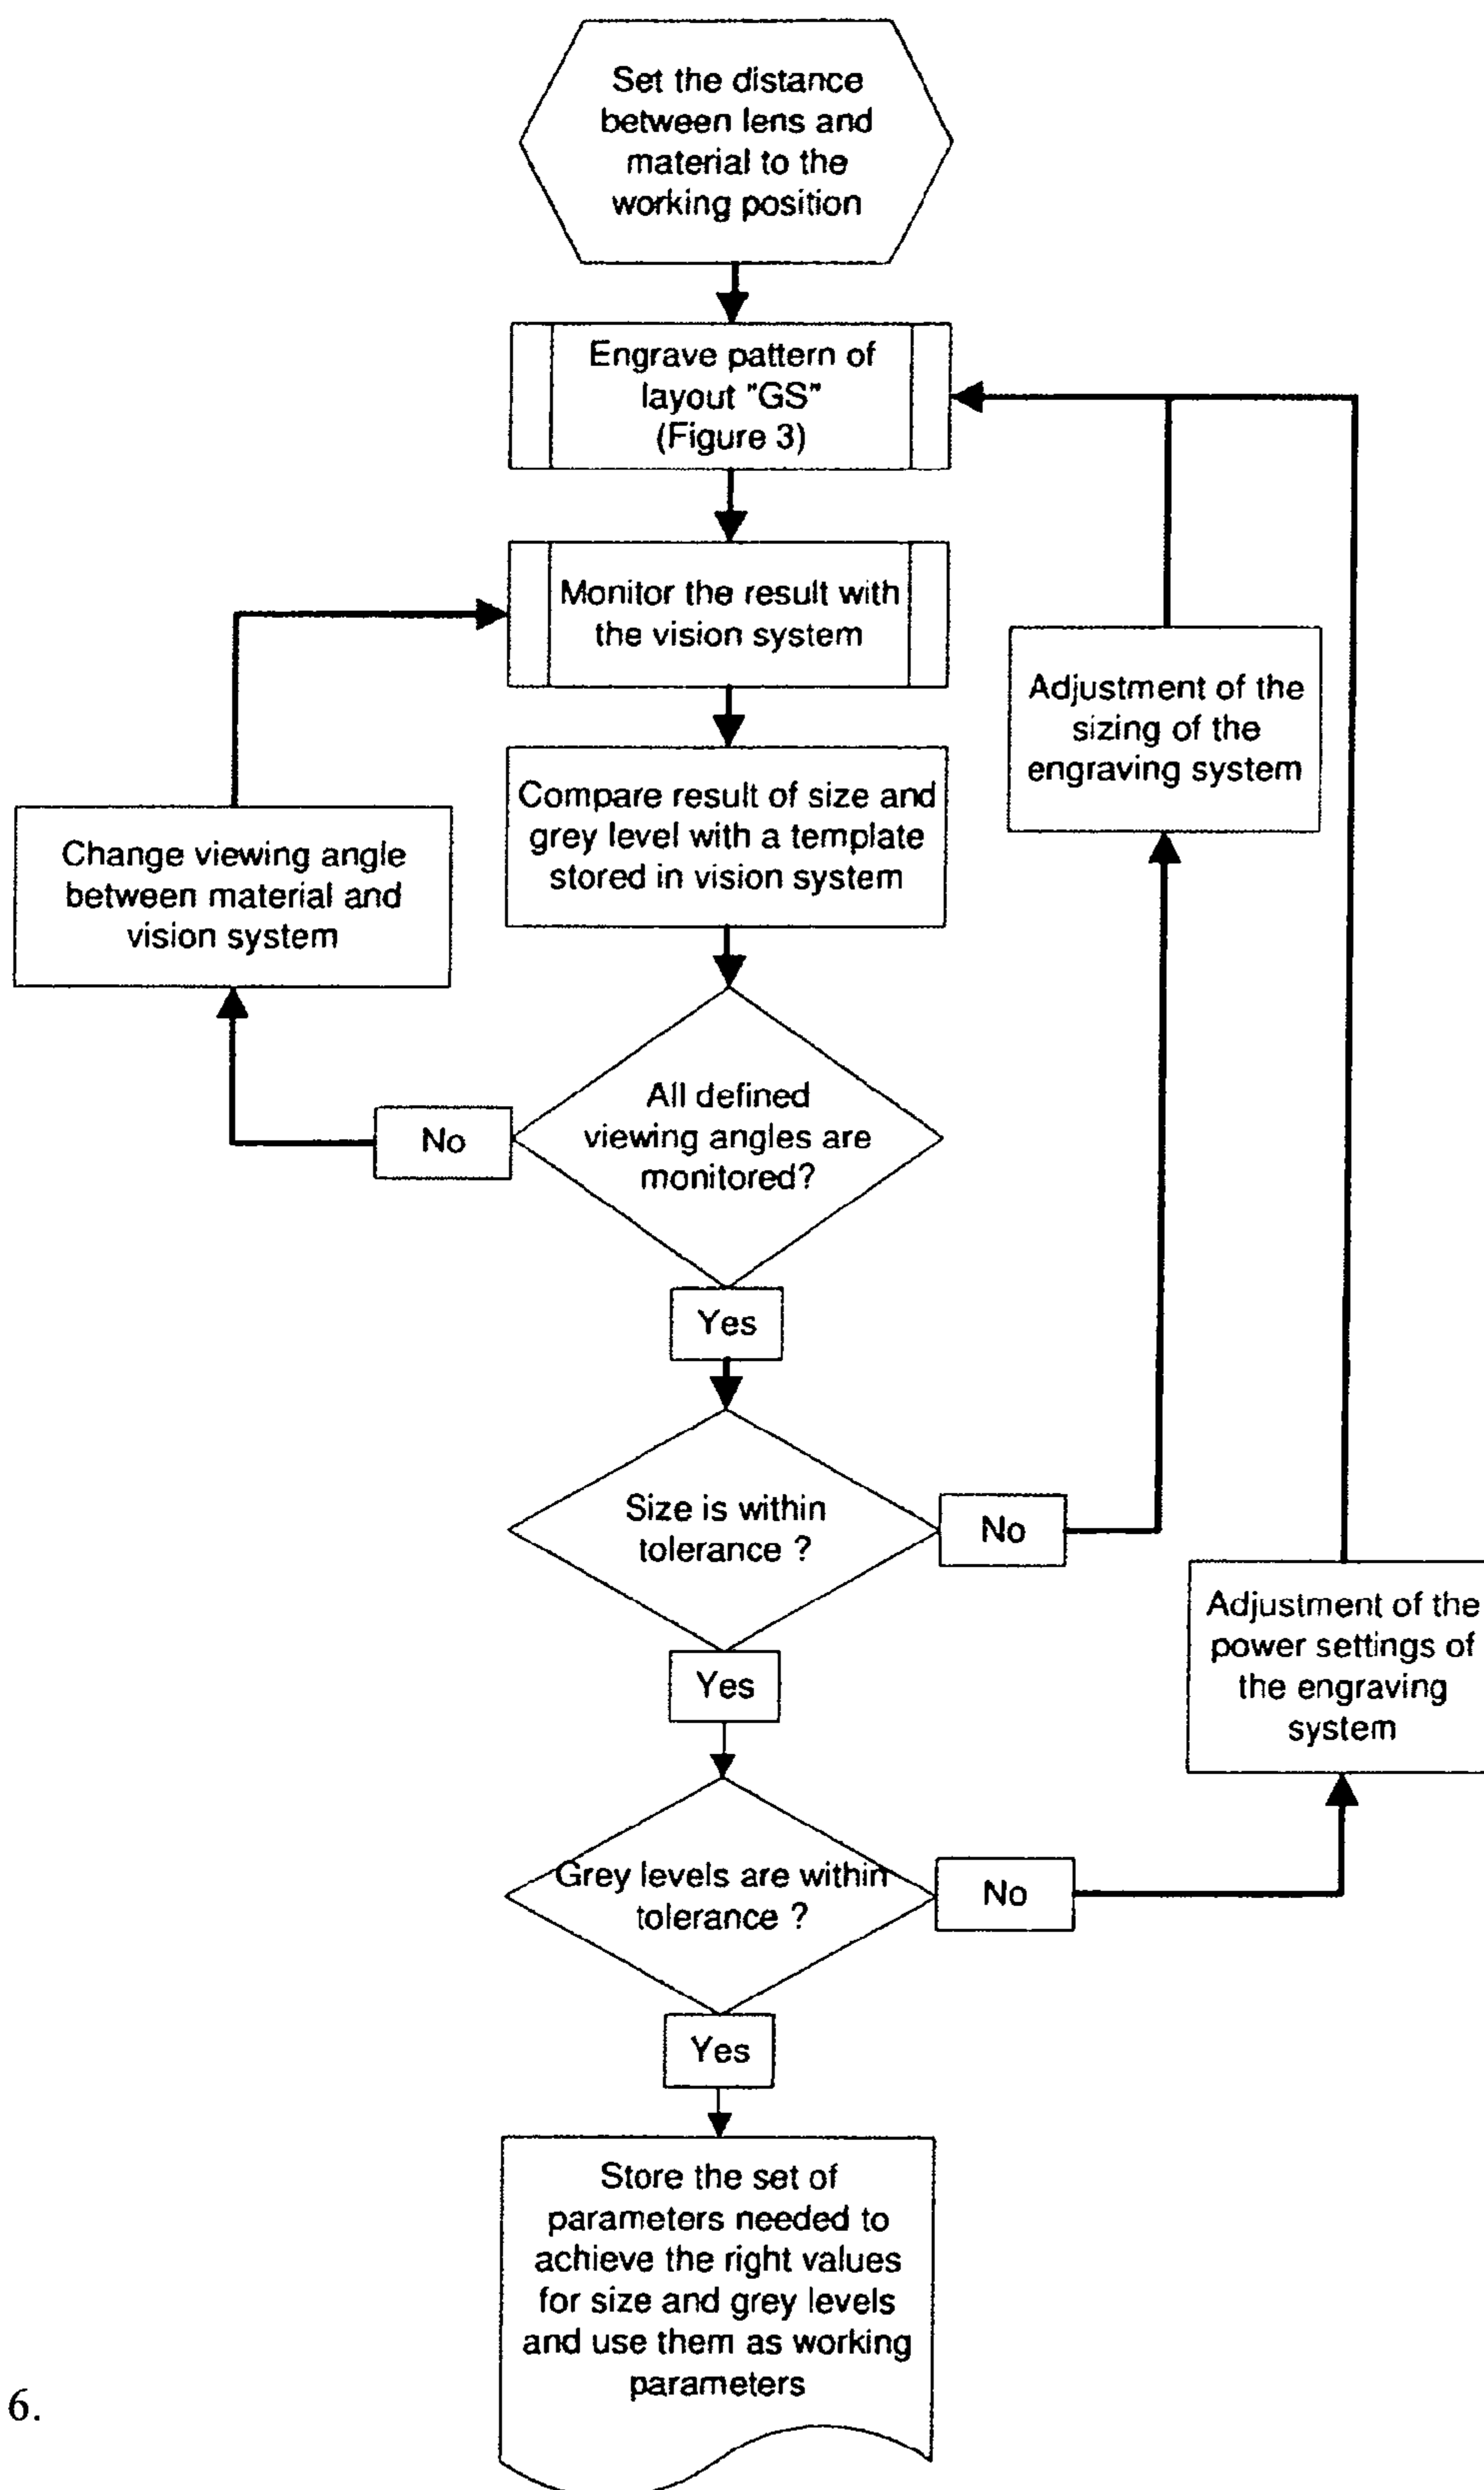 Set the distance
between lens and
material to the
working position
Engrave pattern of
layout "GS"
(Figure 3)
Monitor the result with
the vision system
Adjustment of the
sizing of the
engraving system
Compare result of size and
grey level with a template
stored in vision system
Change viewing angle
between material and
vision system
All defined
viewing angles are
monitored?
No
Yes
Size is within
tolerance ?
No
Adjustment of the
power settings of
the engraving
system
Yes
Grey levels are within
tolerance ?
No
Yes
Store the set of
parameters needed to
achieve the right values
for size and grey levels
and use them as working
parameters
6.